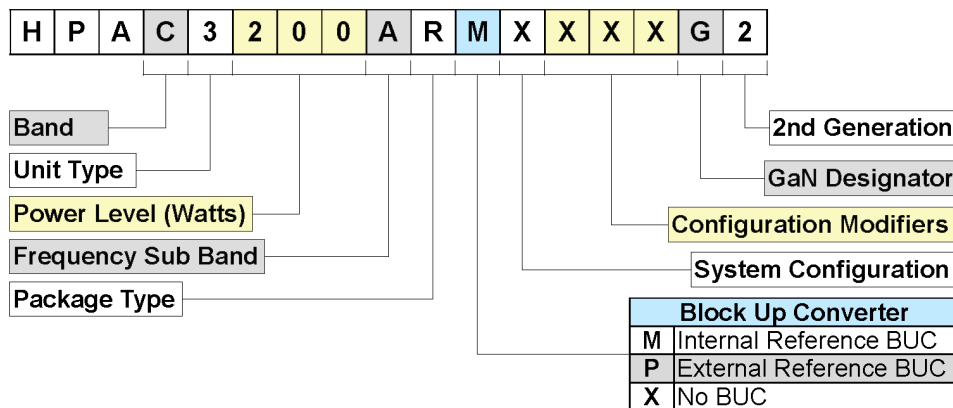 H P A C 3 2 0 0 A R M X X X X G 2
Band
2nd Generation
Unit Type
GaN Designator
Power Level (Watts)
Configuration Modifiers
Frequency Sub Band
System Configuration
Package Type
Block Up Converter
M Internal Reference BUC
P External Reference BUC
X No BUC